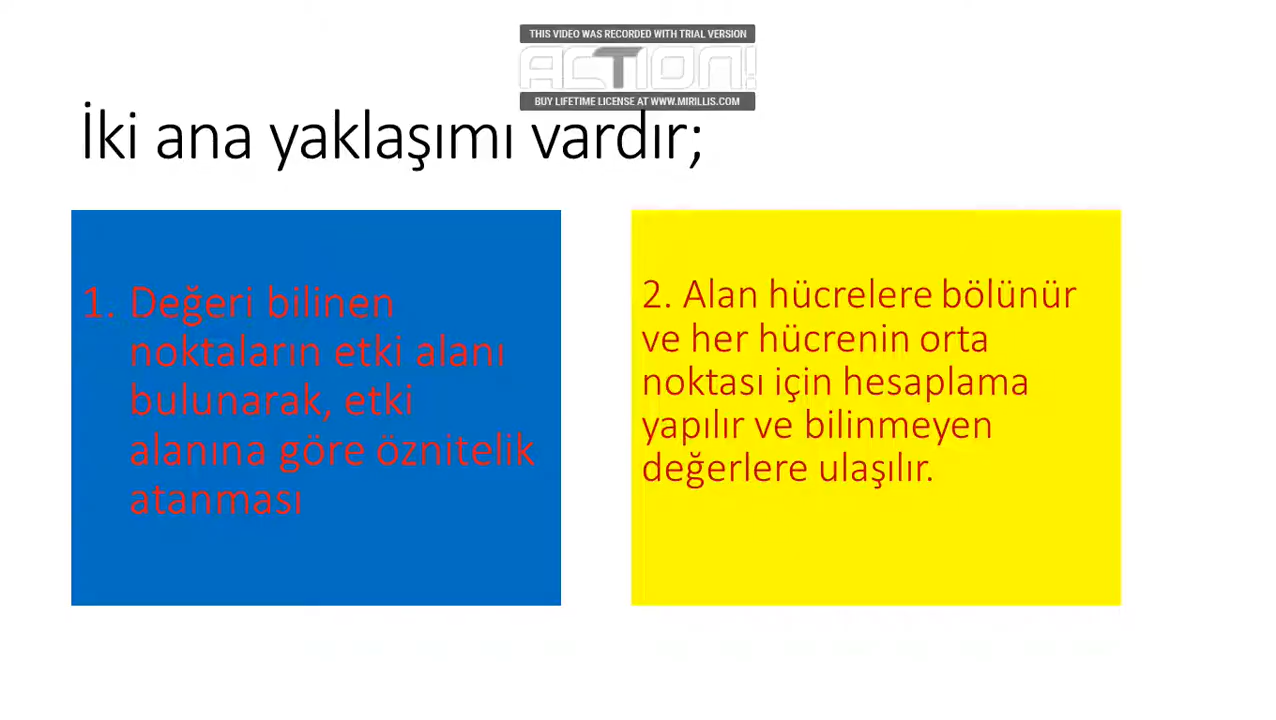 THIS VIDEO WAS RECORDED WITH TRIAL VERSION
ACTION!
BUY LIFETIME LICENSE AT WWW.MIRILLIS.COM
İki ana yaklaşımı vardır;
1. Değeri bilinen
noktaların etki alanı
bulunarak, etki
alanına göre öznitelik
atanması
2. Alan hücrelere bölünür
ve her hücrenin orta
noktası için hesaplama
yapılır ve bilinmeyen
değerlere ulaşılır.